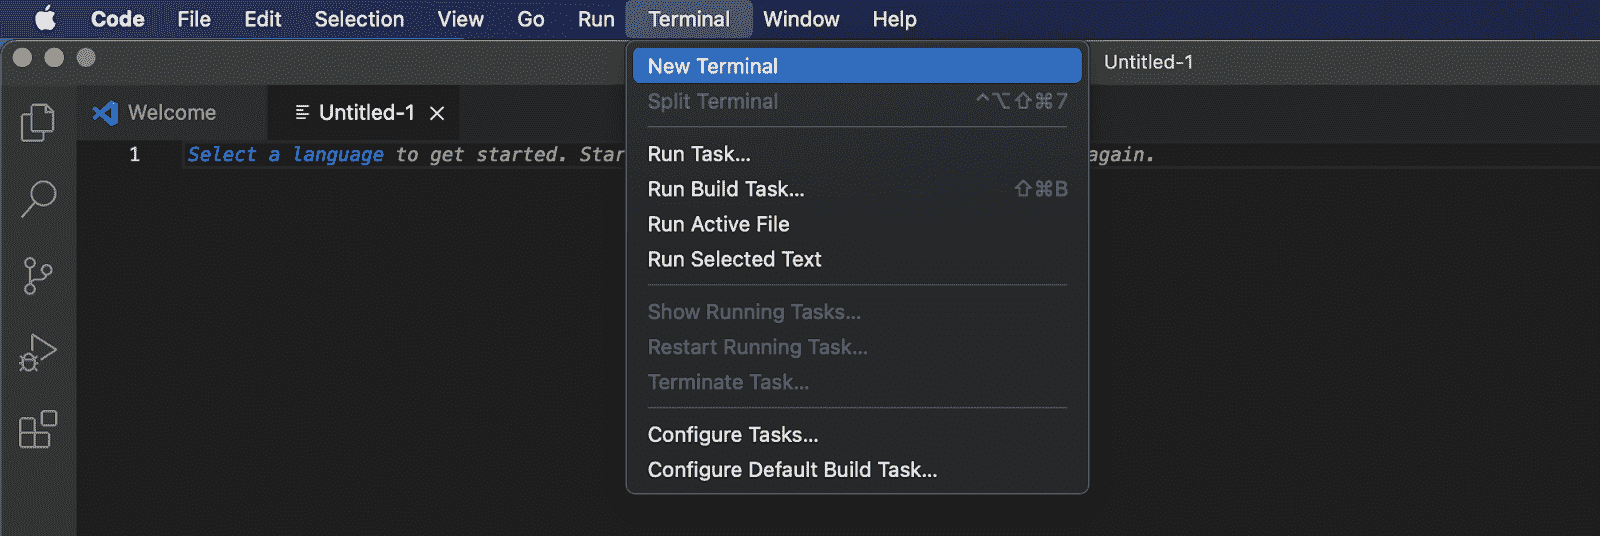 Code File Edit Selection View Go Run Terminal Window Help
Untitled-1
Welcome Untitled-1
1 Select a language to get started. Star again.
New Terminal
Split Terminal ^⌥⇧⌘7
Run Task...
Run Build Task... ⇧⌘B
Run Active File
Run Selected Text
Show Running Tasks...
Restart Running Task...
Terminate Task...
Configure Tasks...
Configure Default Build Task...